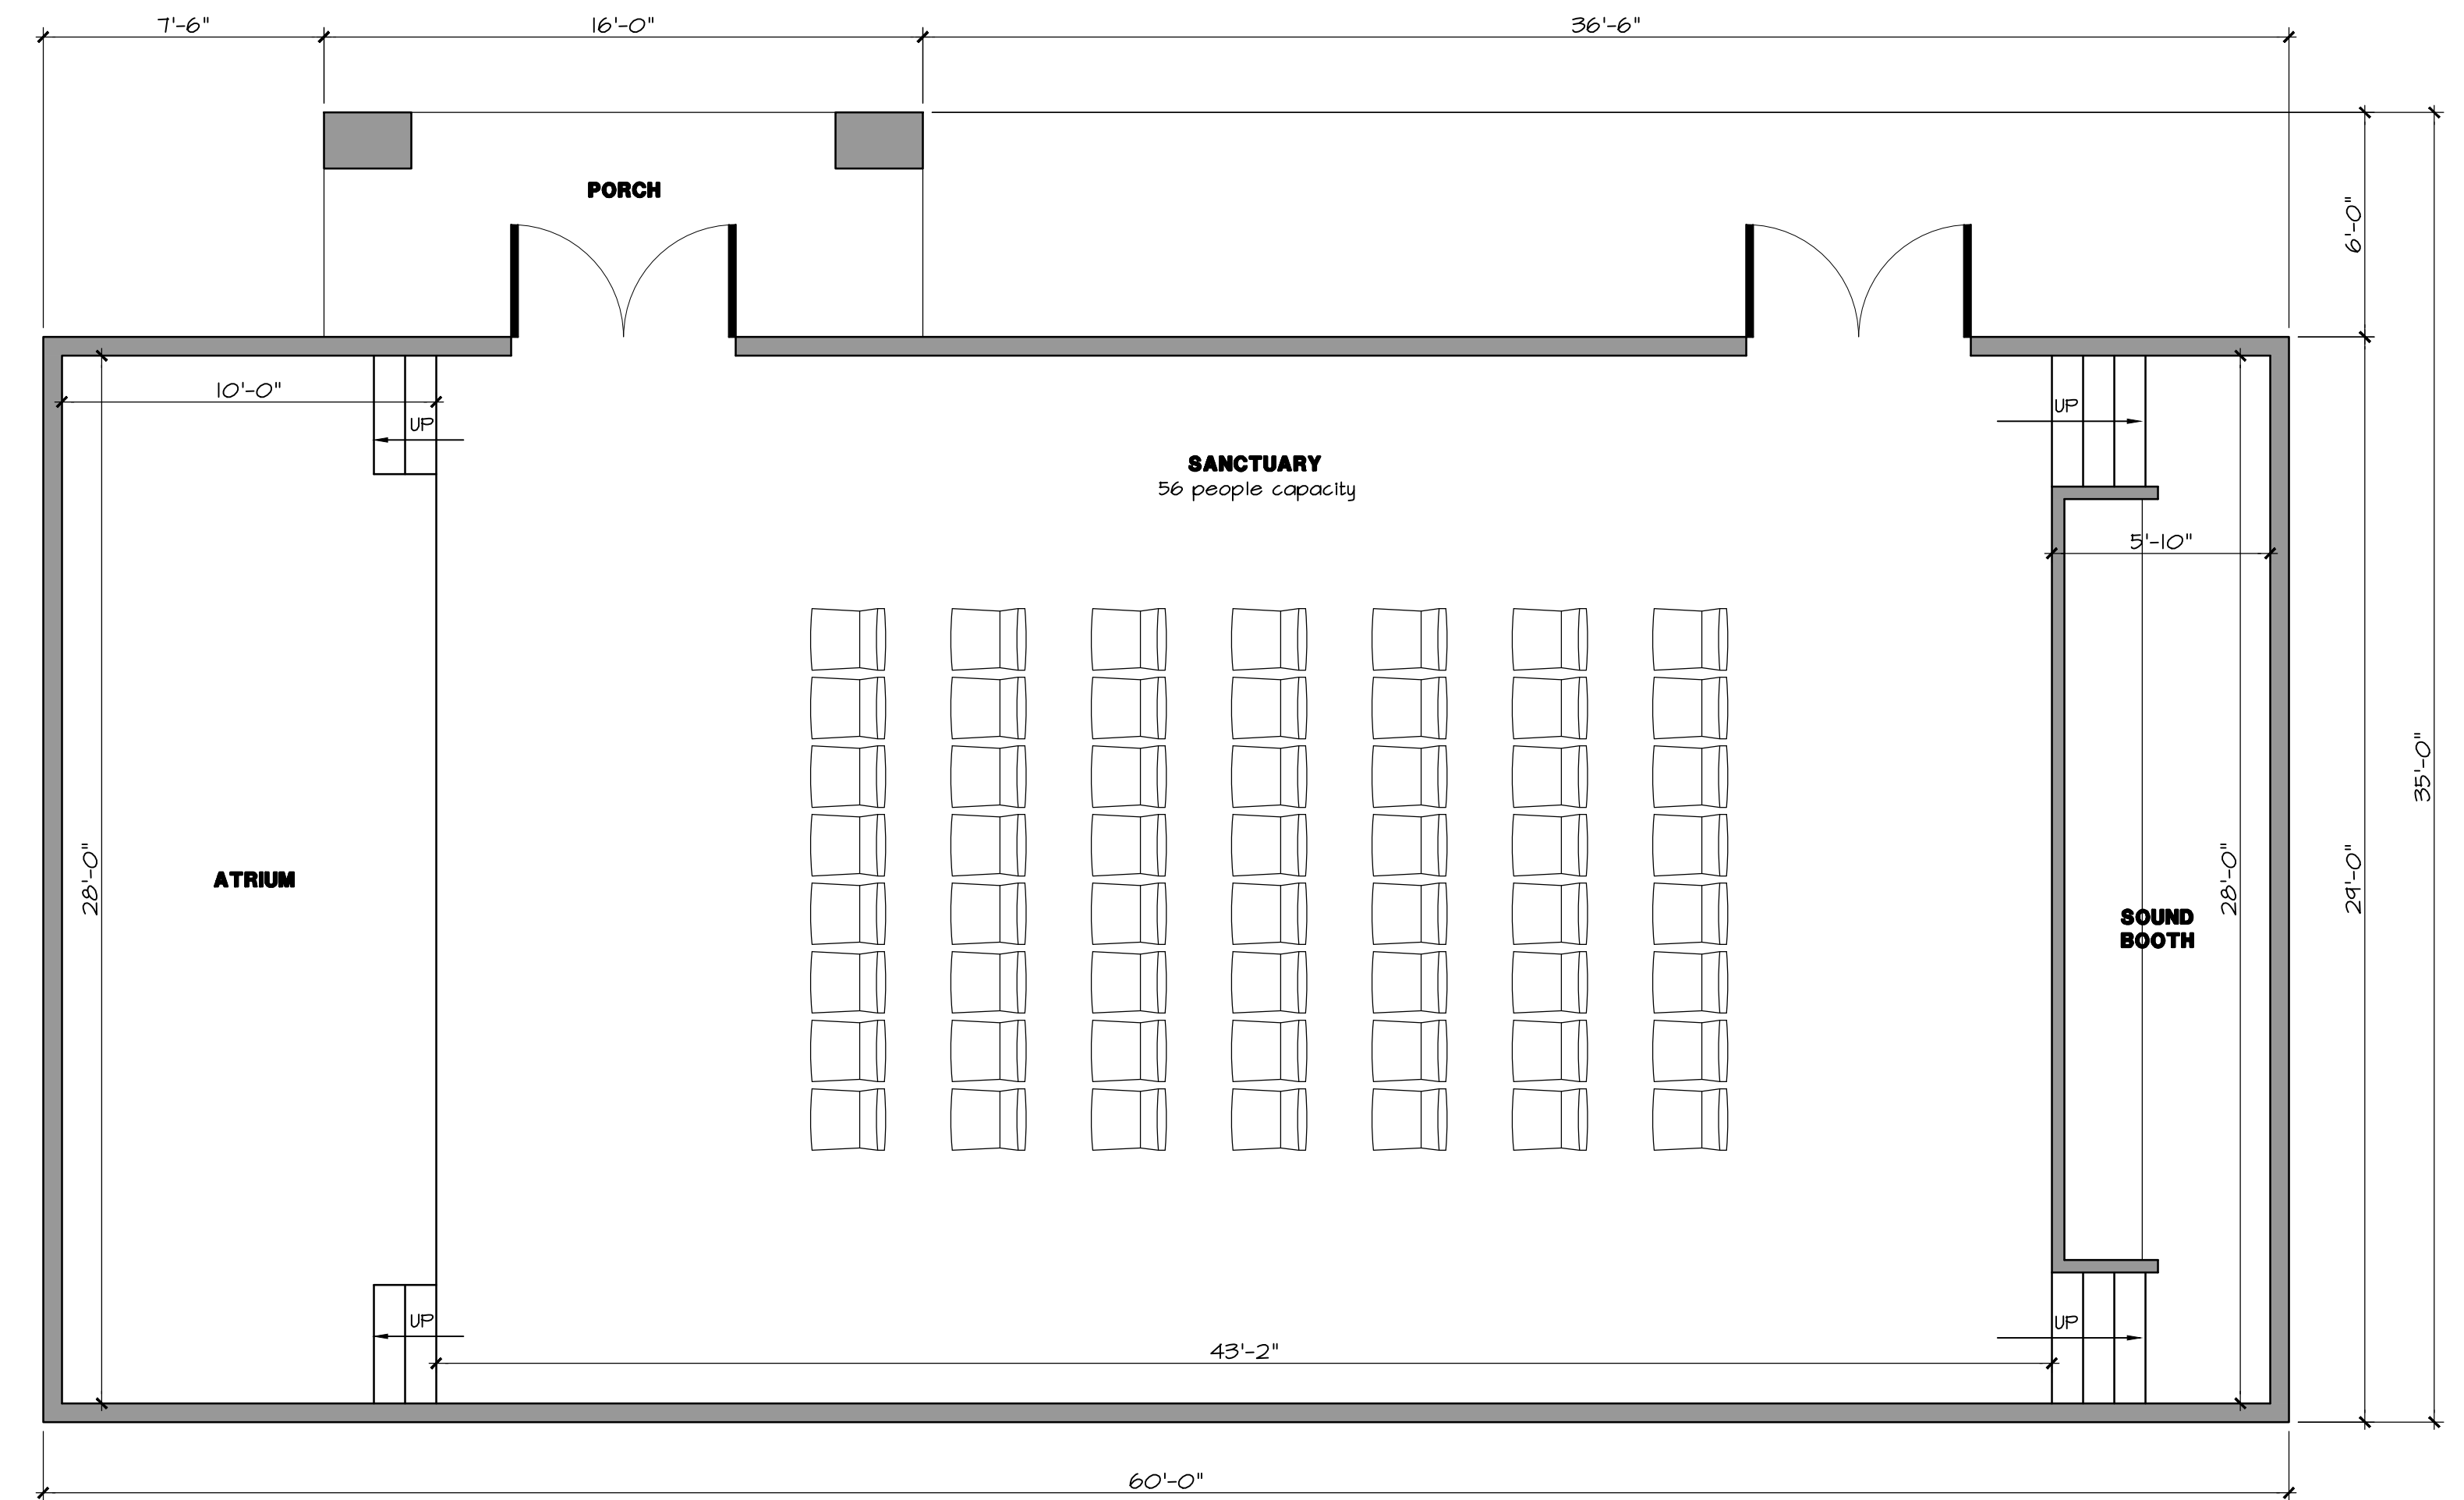 7'-6"
16'-0"
36'-6"
PORCH
6'-0"
10'-0"
UP
UP
SANCTUARY
56 people capacity
5'-10"
35'-0"
28'-0"
ATRIUM
28'-0"
29'-0"
SOUND
BOOTH
UP
UP
43'-2"
60'-0"